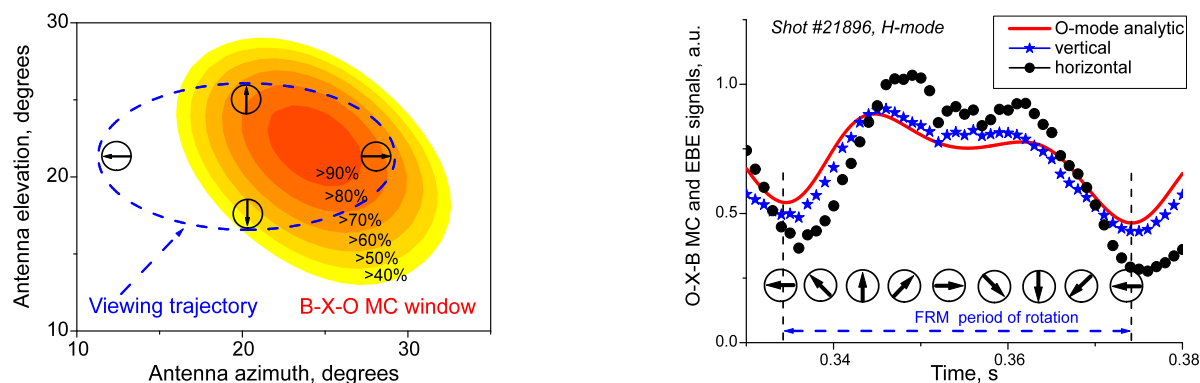 30
20
10
Antenna elevation, degrees
>90%
>80%
>70%
>60%
>50%
>40%
Viewing trajectory
B-X-O MC window
10
20
30
Antenna azimuth, degrees
Shot #21896, H-mode
O-mode analytic
vertical
horizontal
1.0
0.5
0.0
O-X-B MC and EBE signals, a.u.
FRM period of rotation
0.34
0.36
0.38
Time, s